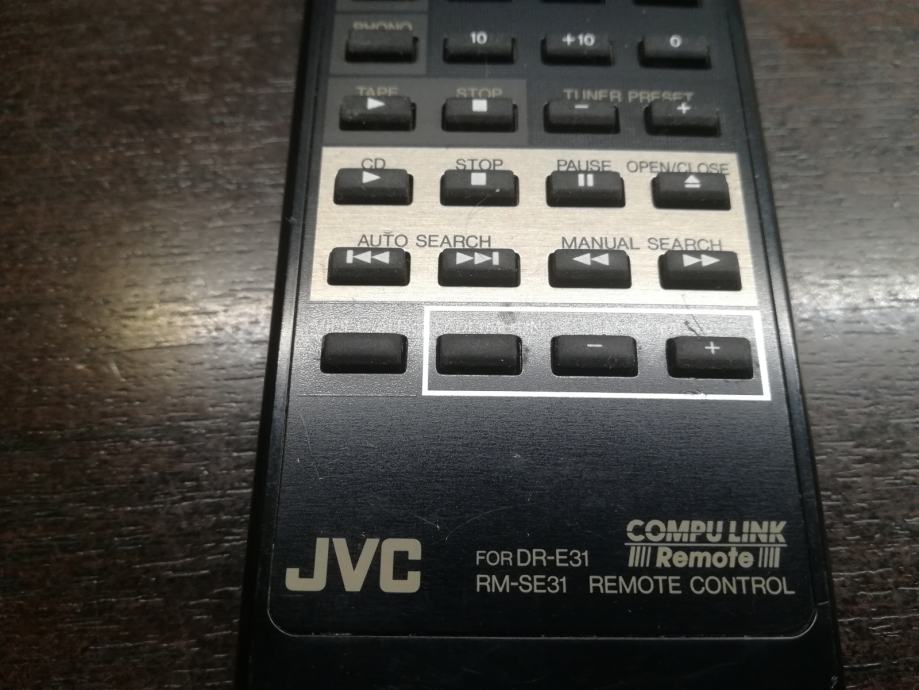 PHONO
10 +10 0
TAPE STOP TUNER PRESET
− +
CD STOP PAUSE OPEN/CLOSE
AUTO SEARCH MANUAL SEARCH
− +
COMPU LINK
JVC FOR DR-E31 Remote
RM-SE31 REMOTE CONTROL